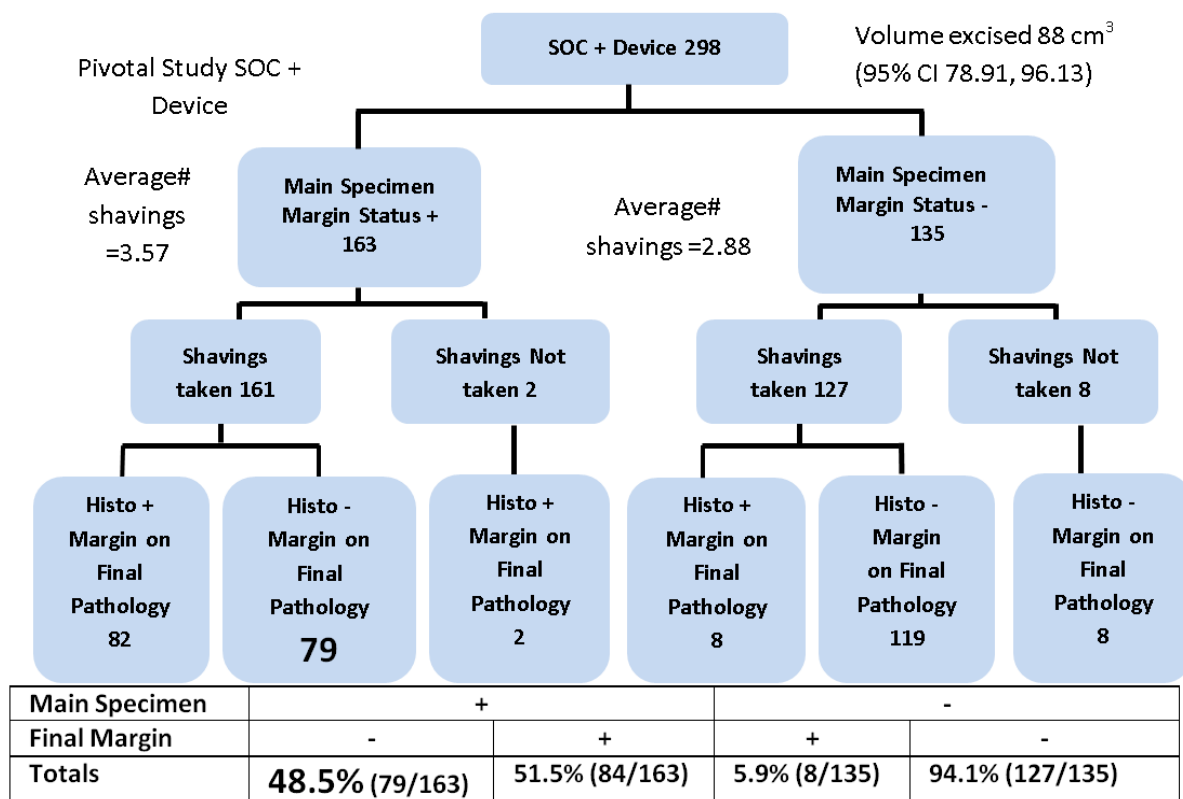 SOC + Device 298
Volume excised 88 cm³
(95% CI 78.91, 96.13)
Pivotal Study SOC +
Device
Average#
shavings
=3.57
Main Specimen
Margin Status +
163
Average#
shavings =2.88
Main Specimen
Margin Status -
135
Shavings
taken 161
Shavings Not
taken 2
Shavings
taken 127
Shavings Not
taken 8
Histo +
Margin on
Final
Pathology
82
Histo -
Margin on
Final
Pathology
79
Histo +
Margin on
Final
Pathology
2
Histo +
Margin on
Final
Pathology
8
Histo -
Margin
on Final
Pathology
119
Histo -
Margin on
Final
Pathology
8
Main Specimen + -
Final Margin - + + -
Totals 48.5% (79/163) 51.5% (84/163) 5.9% (8/135) 94.1% (127/135)